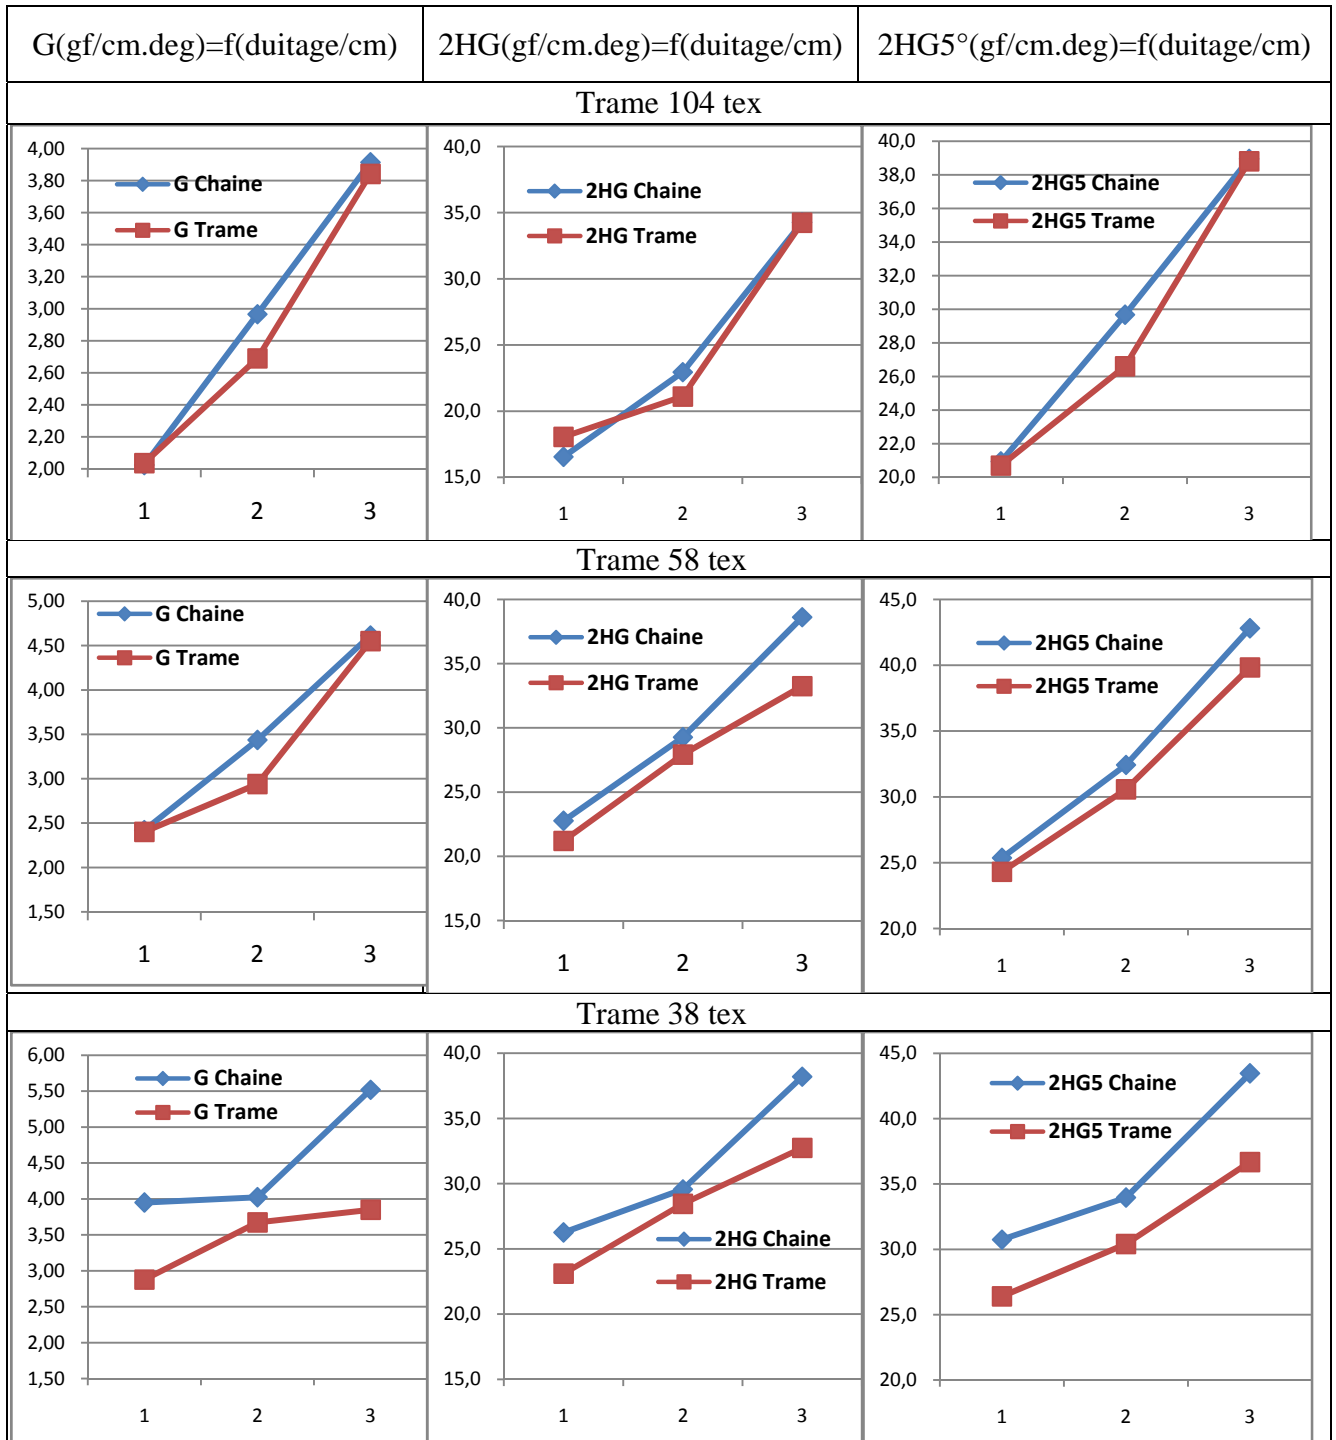 G(gf/cm.deg)=f(duitage/cm) 2HG(gf/cm.deg)=f(duitage/cm) 2HG5°(gf/cm.deg)=f(duitage/cm)
Trame 104 tex
4,00
3,80
3,60
3,40
3,20
3,00
2,80
2,60
2,40
2,20
2,00
G Chaine
G Trame
1 2 3
40,0
35,0
30,0
25,0
20,0
15,0
2HG Chaine
2HG Trame
1 2 3
40,0
38,0
36,0
34,0
32,0
30,0
28,0
26,0
24,0
22,0
20,0
2HG5 Chaine
2HG5 Trame
1 2 3
Trame 58 tex
5,00
4,50
4,00
3,50
3,00
2,50
2,00
1,50
G Chaine
G Trame
1 2 3
40,0
35,0
30,0
25,0
20,0
15,0
2HG Chaine
2HG Trame
1 2 3
45,0
40,0
35,0
30,0
25,0
20,0
2HG5 Chaine
2HG5 Trame
1 2 3
Trame 38 tex
6,00
5,50
5,00
4,50
4,00
3,50
3,00
2,50
2,00
1,50
G Chaine
G Trame
1 2 3
40,0
35,0
30,0
25,0
20,0
15,0
2HG Chaine
2HG Trame
1 2 3
45,0
40,0
35,0
30,0
25,0
20,0
2HG5 Chaine
2HG5 Trame
1 2 3